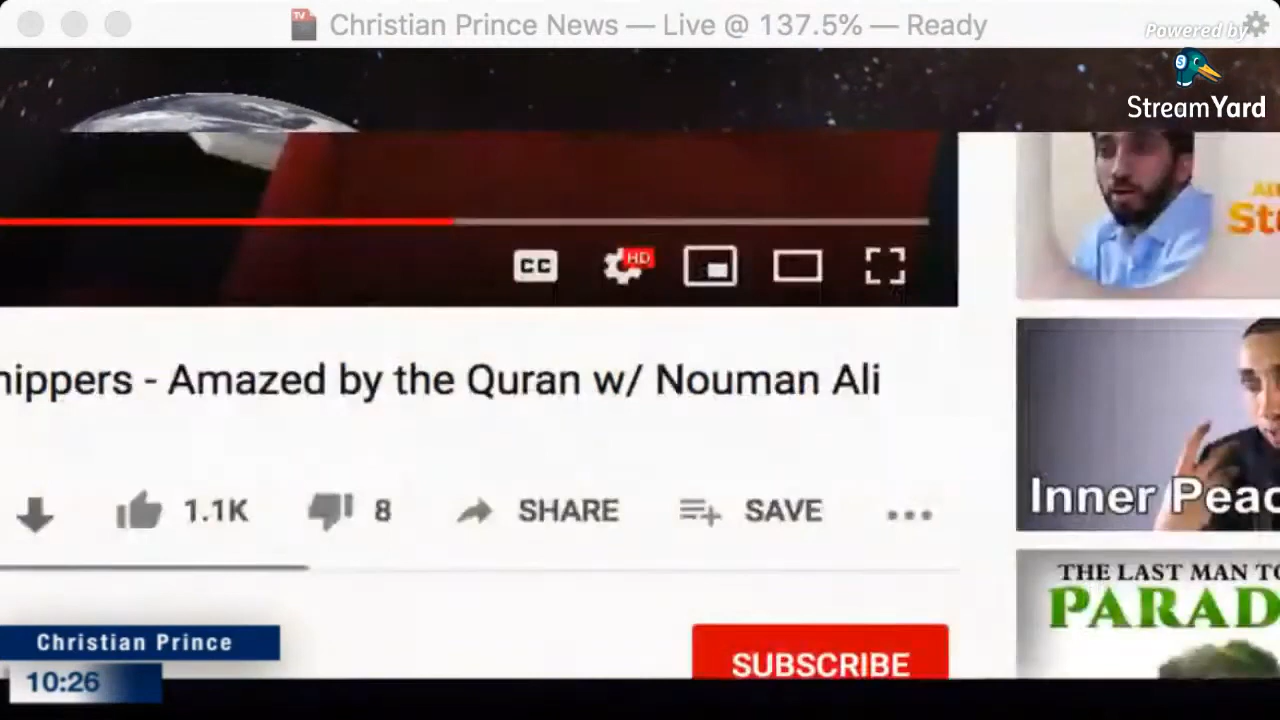 Christian Prince News — Live @ 137.5% — Ready
Powered by
StreamYard
CC
HD
hippers - Amazed by the Quran w/ Nouman Ali
1.1K
8
SHARE
SAVE
Inner Peac
THE LAST MAN TO
PARAD
SUBSCRIBE
Christian Prince
10:26